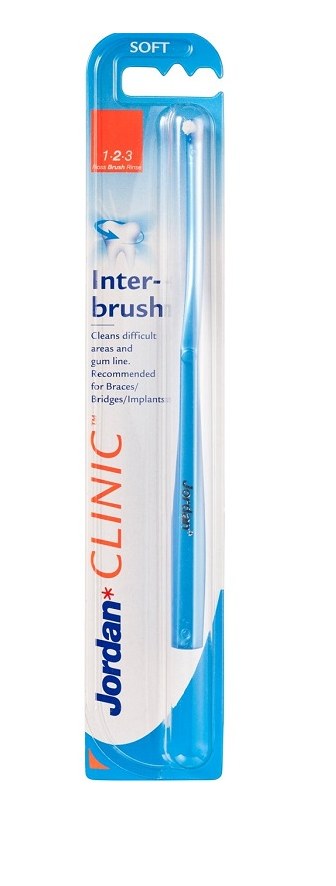 SOFT
1·2·3
Floss Brush Rinse
Inter-
brush
Cleans difficult
areas and
gum line.
Recommended
for Braces/
Bridges/Implants
Jordan* CLINIC™
Jordan*